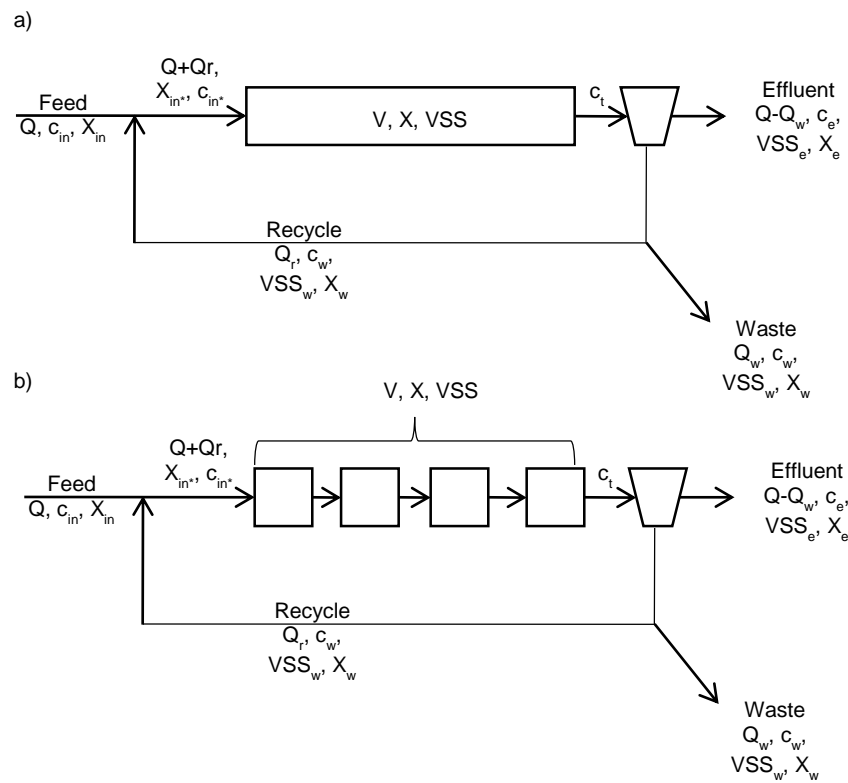 a)
Q+Qr,
X_in*, c_in*
Feed
Q, c_in, X_in
V, X, VSS
c_t
Effluent
Q-Q_w, c_e,
VSS_e, X_e
Recycle
Q_r, c_w,
VSS_w, X_w
Waste
Q_w, c_w,
VSS_w, X_w
b)
V, X, VSS
Q+Qr,
X_in*, c_in*
Feed
Q, c_in, X_in
c_t
Effluent
Q-Q_w, c_e,
VSS_e, X_e
Recycle
Q_r, c_w,
VSS_w, X_w
Waste
Q_w, c_w,
VSS_w, X_w